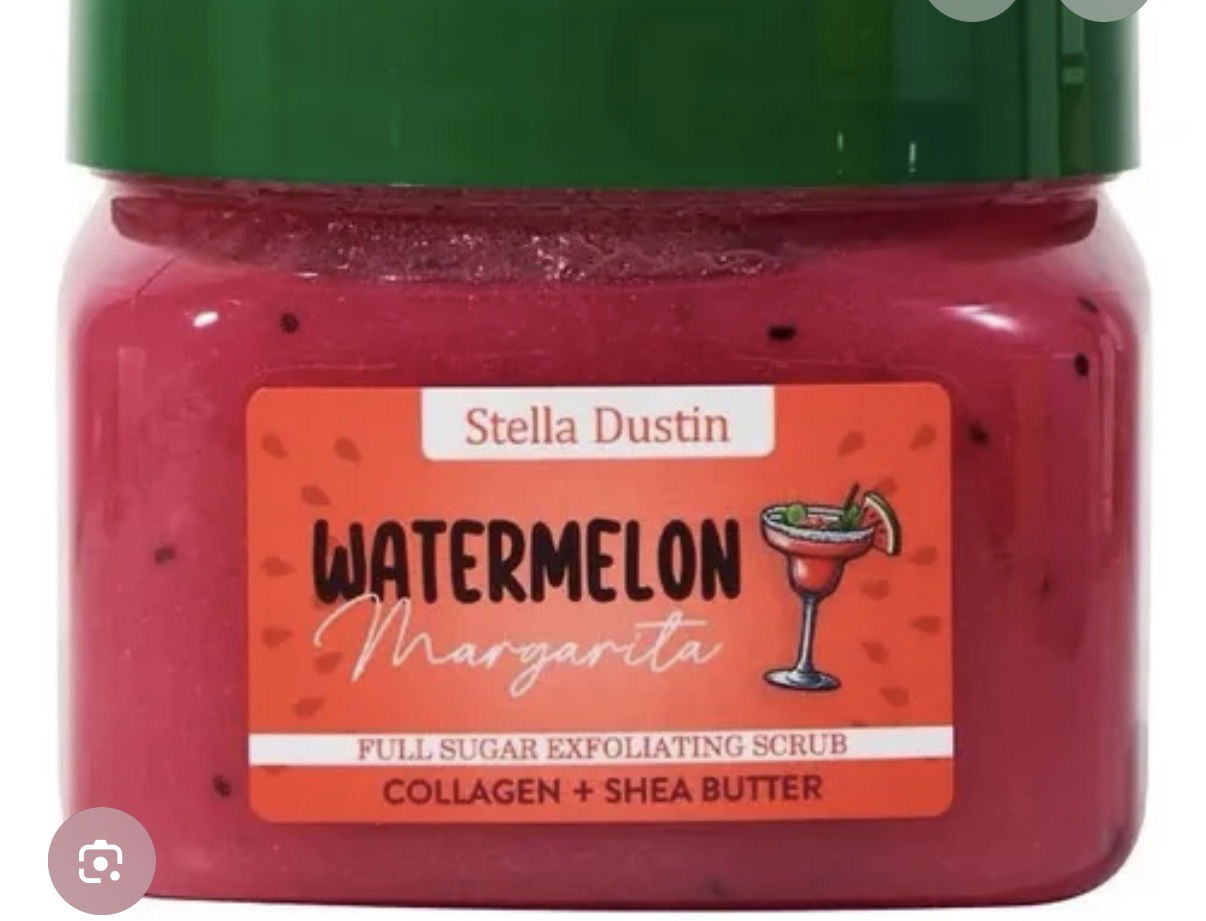 Stella Dustin
WATERMELON
Margarita
FULL SUGAR EXFOLIATING SCRUB
COLLAGEN + SHEA BUTTER